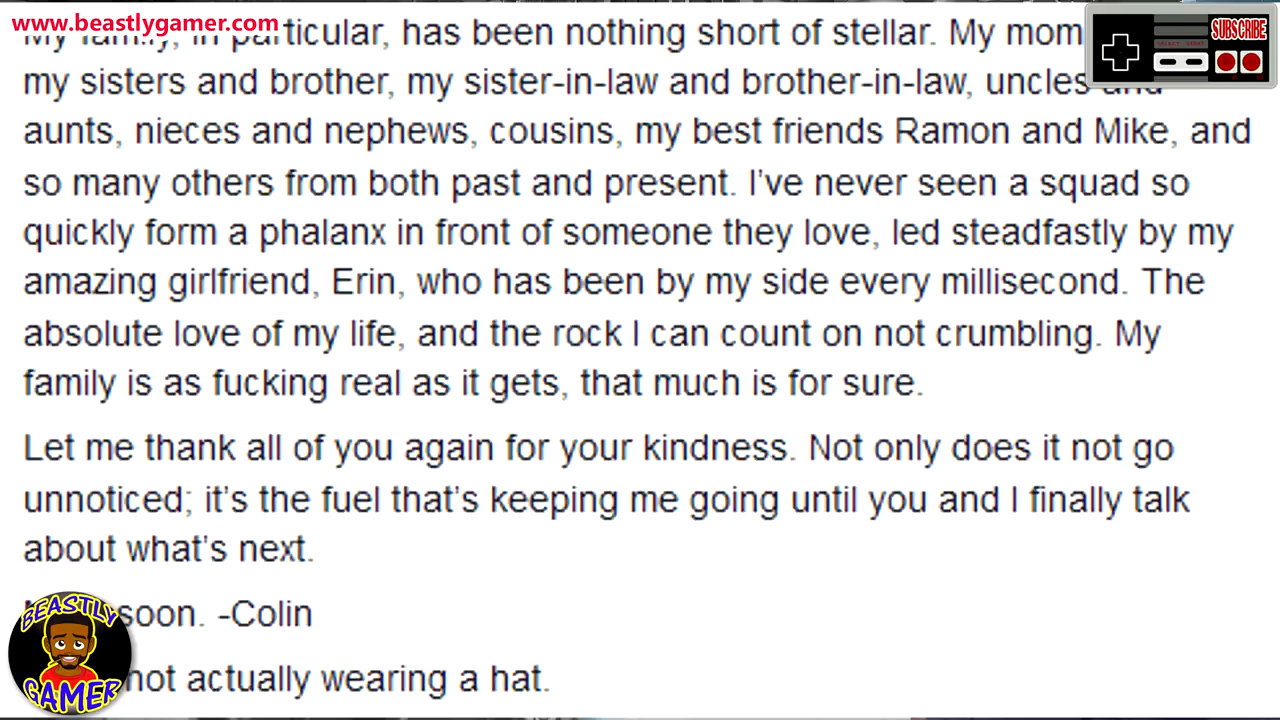 www.beastlygamer.com
SUBSCRIBE
My family, in particular, has been nothing short of stellar. My mom
my sisters and brother, my sister-in-law and brother-in-law, uncles and
aunts, nieces and nephews, cousins, my best friends Ramon and Mike, and
so many others from both past and present. I've never seen a squad so
quickly form a phalanx in front of someone they love, led steadfastly by my
amazing girlfriend, Erin, who has been by my side every millisecond. The
absolute love of my life, and the rock I can count on not crumbling. My
family is as fucking real as it gets, that much is for sure.
Let me thank all of you again for your kindness. Not only does it not go
unnoticed; it's the fuel that's keeping me going until you and I finally talk
about what's next.
soon. -Colin
not actually wearing a hat.
BEASTLY
GAMER